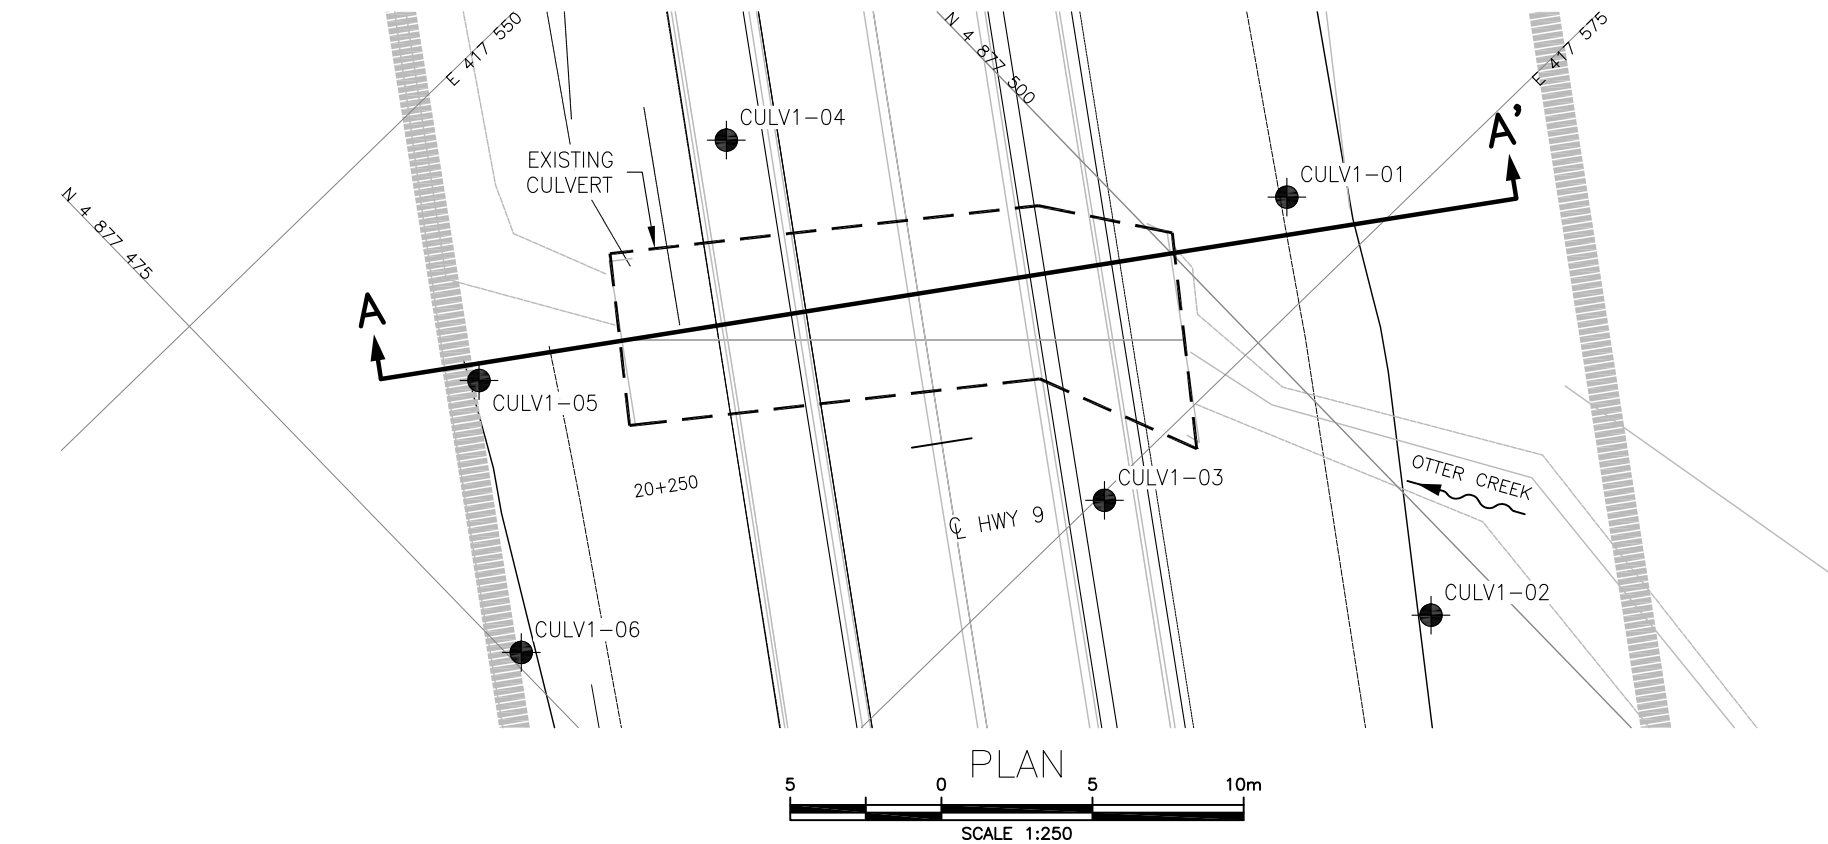 E 417 550
N 4 877 500
E 417 575
CULV1-04
A'
EXISTING
CULVERT
CULV1-01
N 4 877 475
A
CULV1-05
OTTER CREEK
CULV1-03
20+250
℄ HWY 9
CULV1-02
CULV1-06
PLAN
5 0 5 10m
SCALE 1:250